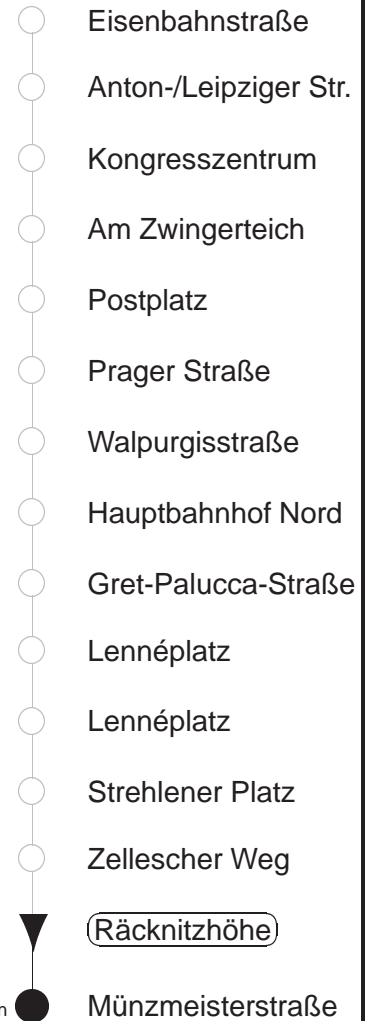 Eisenbahnstraße
Anton-/Leipziger Str.
Kongresszentrum
Am Zwingerteich
Postplatz
Prager Straße
Walpurgisstraße
Hauptbahnhof Nord
Gret-Palucca-Straße
Lennéplatz
Lennéplatz
Strehlener Platz
Zellescher Weg
Räcknitzhöhe
Münzmeisterstraße